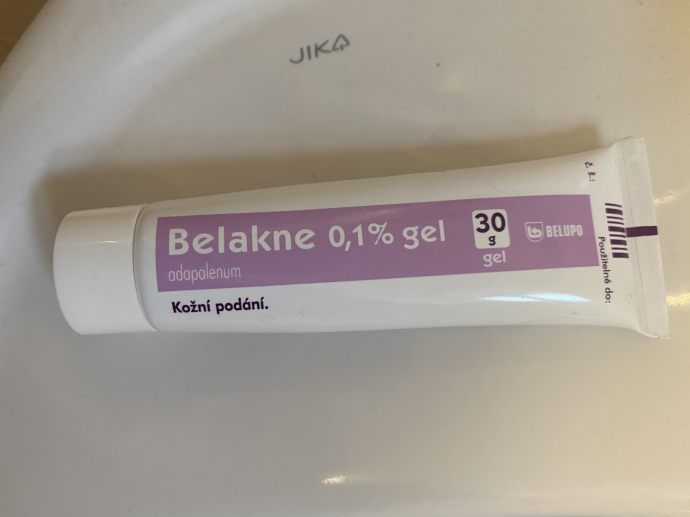 JIKA
Belakne 0,1% gel
adapalenum
30
g
gel
BELUPO
Kožní podání.
č. š.:
Použitelné do: